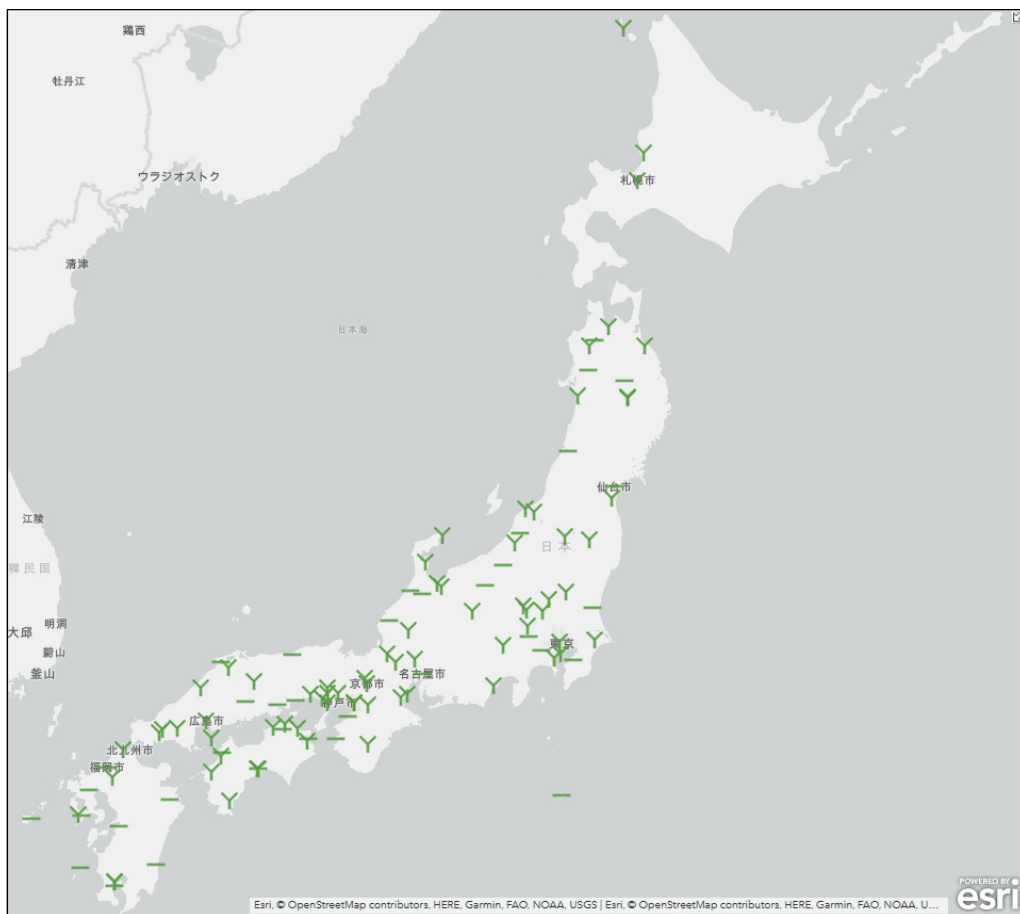 鶏西
牡丹江
ウラジオストク
札幌市
清津
日本海
仙台市
江陵
日本
韓民国
明洞
大邱
東京
蔚山
釜山
名古屋市
京都市
神戸市
広島市
北九州市
福岡市
Esri, © OpenStreetMap contributors, HERE, Garmin, FAO, NOAA, USGS | Esri, © OpenStreetMap contributors, HERE, Garmin, FAO, NOAA, U...
POWERED BY
esri